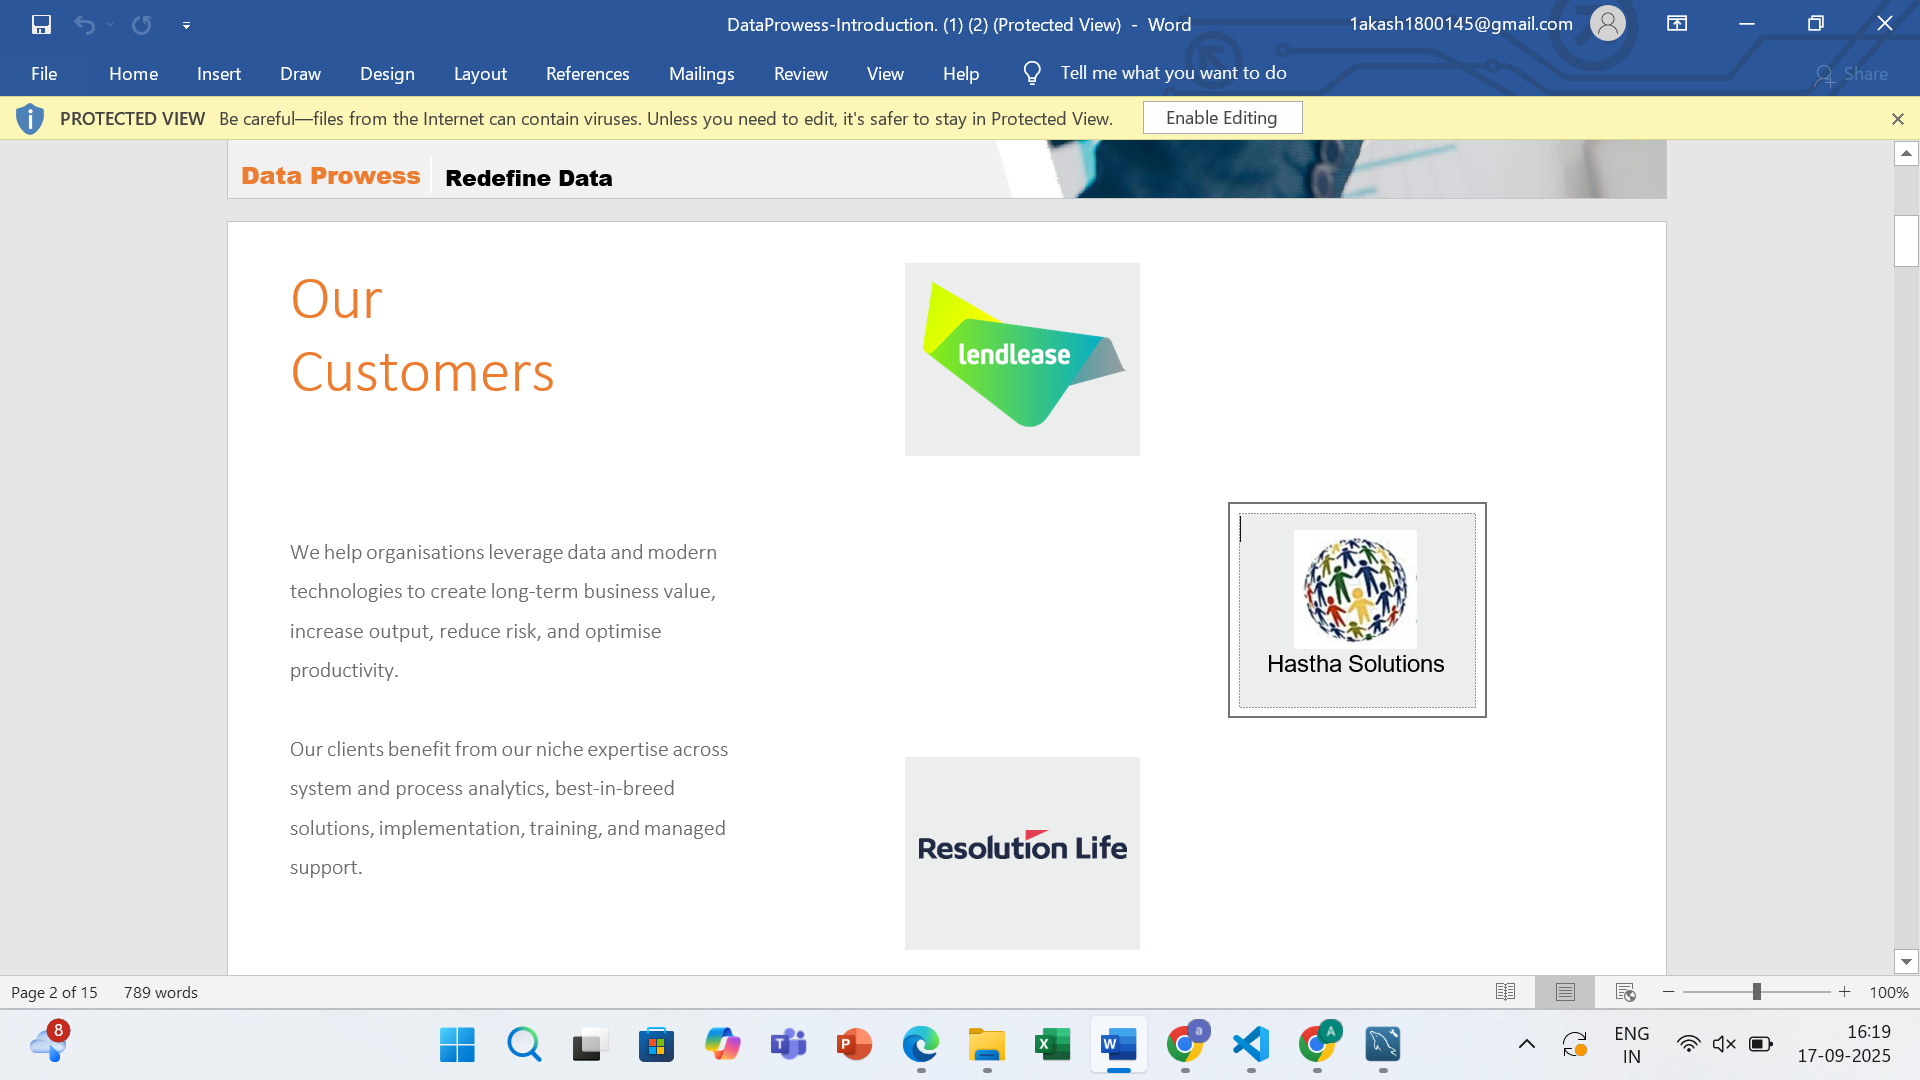 DataProwess-Introduction. (1) (2) (Protected View) - Word
1akash1800145@gmail.com
File Home Insert Draw Design Layout References Mailings Review View Help Tell me what you want to do Share
PROTECTED VIEW Be careful—files from the Internet can contain viruses. Unless you need to edit, it's safer to stay in Protected View. Enable Editing
Data Prowess Redefine Data
Our
Customers
lendlease
We help organisations leverage data and modern
technologies to create long-term business value,
increase output, reduce risk, and optimise
productivity.
Hastha Solutions
Our clients benefit from our niche expertise across
system and process analytics, best-in-breed
solutions, implementation, training, and managed
support.
Resolution Life
Page 2 of 15 789 words 100%
8
T
P
X
W
a
A
ENG
IN
16:19
17-09-2025